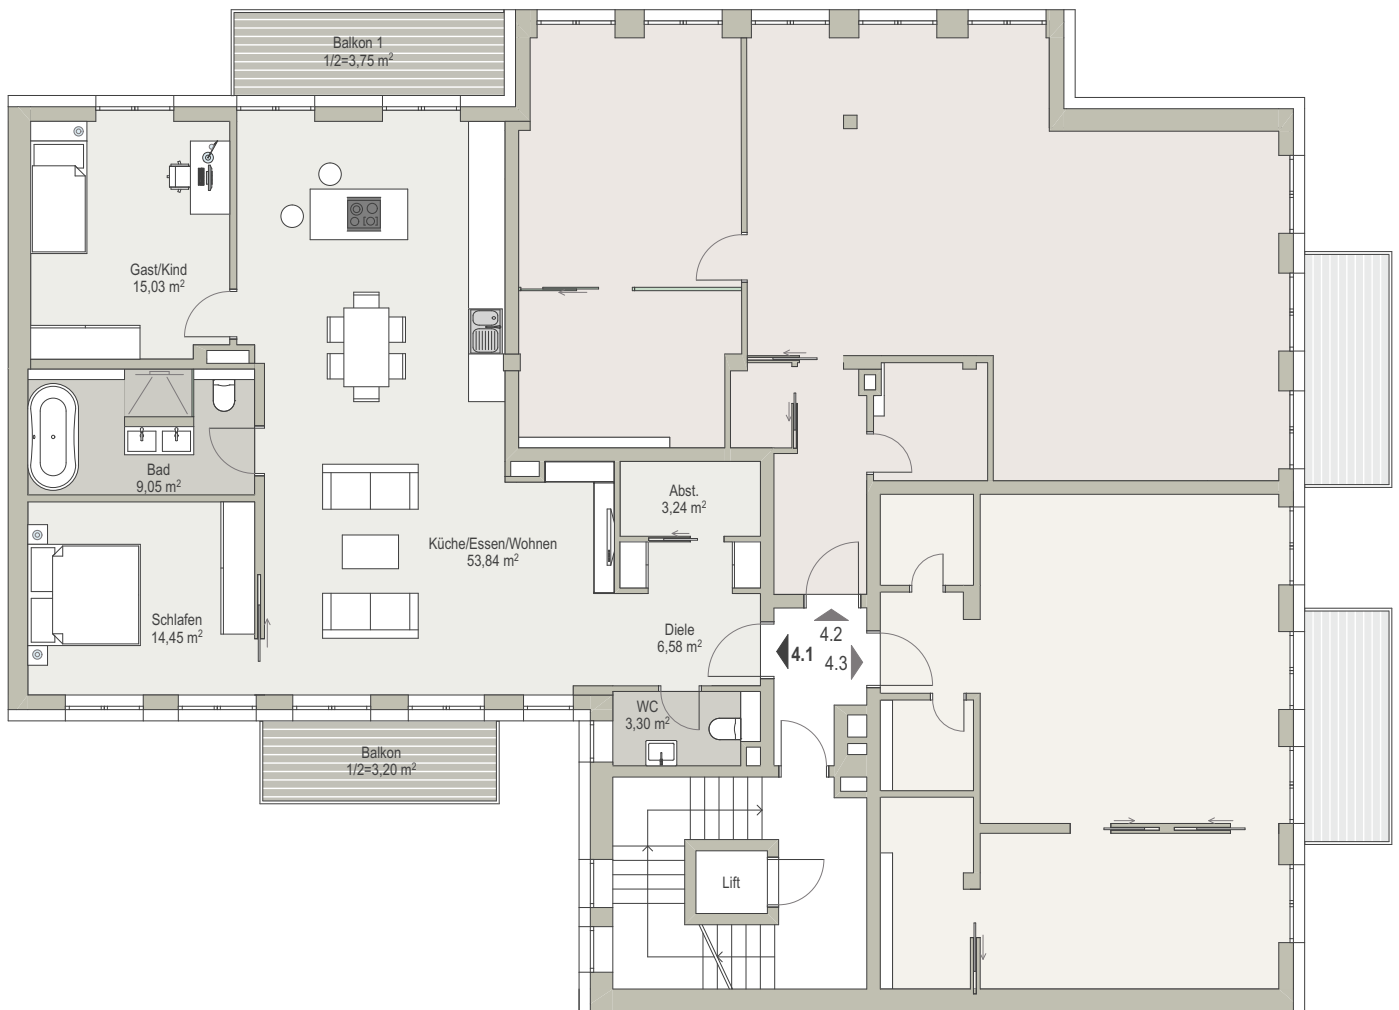 Balkon 1
1/2=3,75 m²
Gast/Kind
15,03 m²
Bad
9,05 m²
Abst.
3,24 m²
Küche/Essen/Wohnen
53,84 m²
Schlafen
14,45 m²
Diele
6,58 m²
4.2
4.1
4.3
WC
3,30 m²
Balkon
1/2=3,20 m²
Lift